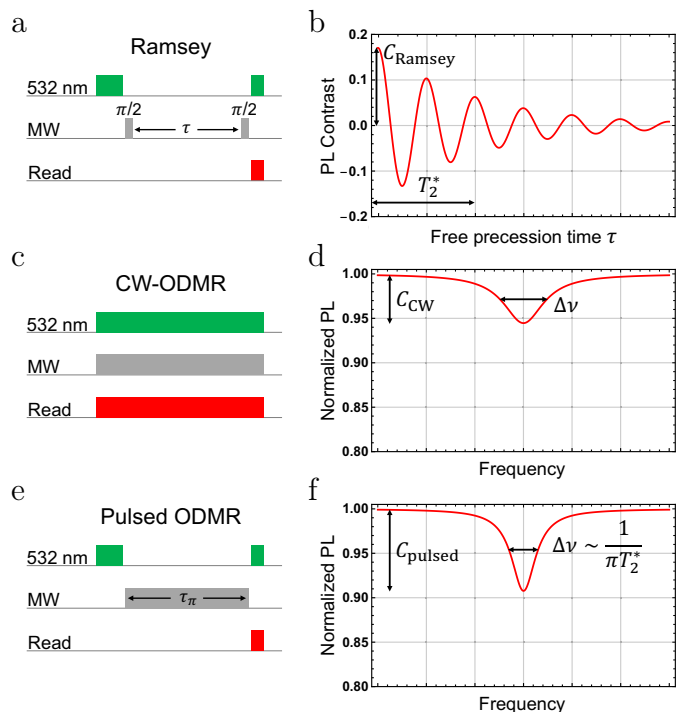 a
Ramsey
532 nm
π/2 π/2
MW
τ
Read
b
0.2
0.1
0.0
−0.1
−0.2
PL Contrast
C_Ramsey
T₂*
Free precession time τ
c
CW-ODMR
532 nm
MW
Read
d
1.00
0.95
0.90
0.85
0.80
Normalized PL
C_CW
Δν
Frequency
e
Pulsed ODMR
532 nm
MW
τ_π
Read
f
1.00
0.95
0.90
0.85
0.80
Normalized PL
C_pulsed
Δν ~ 1/πT₂*
Frequency